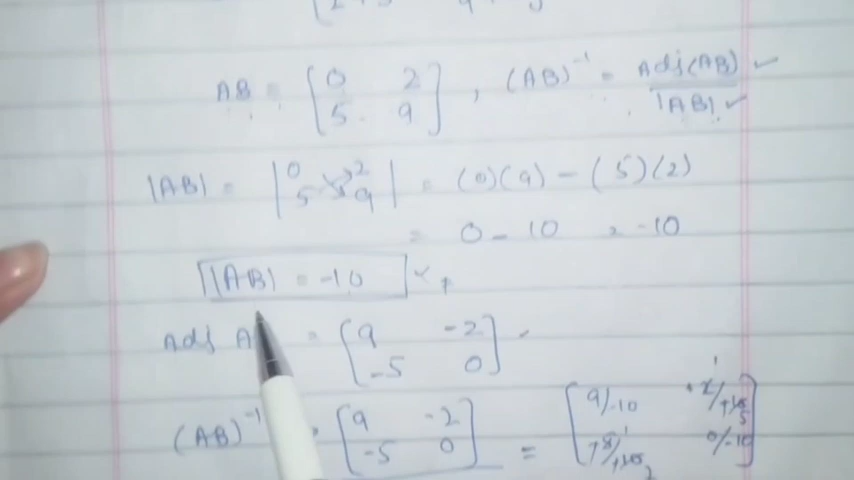 AB = [0 2 5 9], (AB)⁻¹ = Adj(AB) / |AB|
|AB| = |0 2 5 9| = (0)(9) - (5)(2)
= 0 - 10 = -10
|AB| = -10
Adj A = [9 -2 -5 0]
(AB)⁻¹ = [9 -2 -5 0] = [9/-10 0/-10]